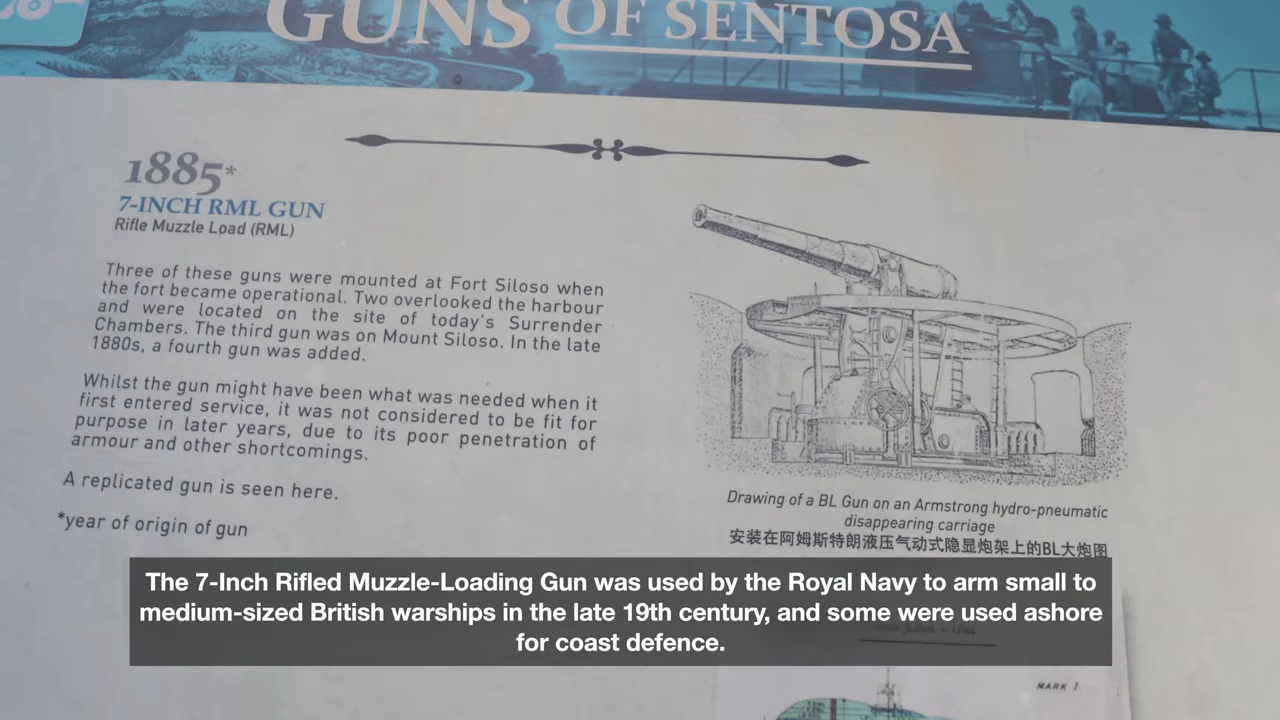 GUNS OF SENTOSA
1885*
7-INCH RML GUN
Rifle Muzzle Load (RML)
Three of these guns were mounted at Fort Siloso when
the fort became operational. Two overlooked the harbour
and were located on the site of today's Surrender
Chambers. The third gun was on Mount Siloso. In the late
1880s, a fourth gun was added.
Whilst the gun might have been what was needed when it
first entered service, it was not considered to be fit for
purpose in later years, due to its poor penetration of
armour and other shortcomings.
A replicated gun is seen here.
*year of origin of gun
Drawing of a BL Gun on an Armstrong hydro-pneumatic
disappearing carriage
安装在阿姆斯特朗液压气动式隐显炮架上的BL大炮图
The 7-Inch Rifled Muzzle-Loading Gun was used by the Royal Navy to arm small to
medium-sized British warships in the late 19th century, and some were used ashore
for coast defence.
MARK I